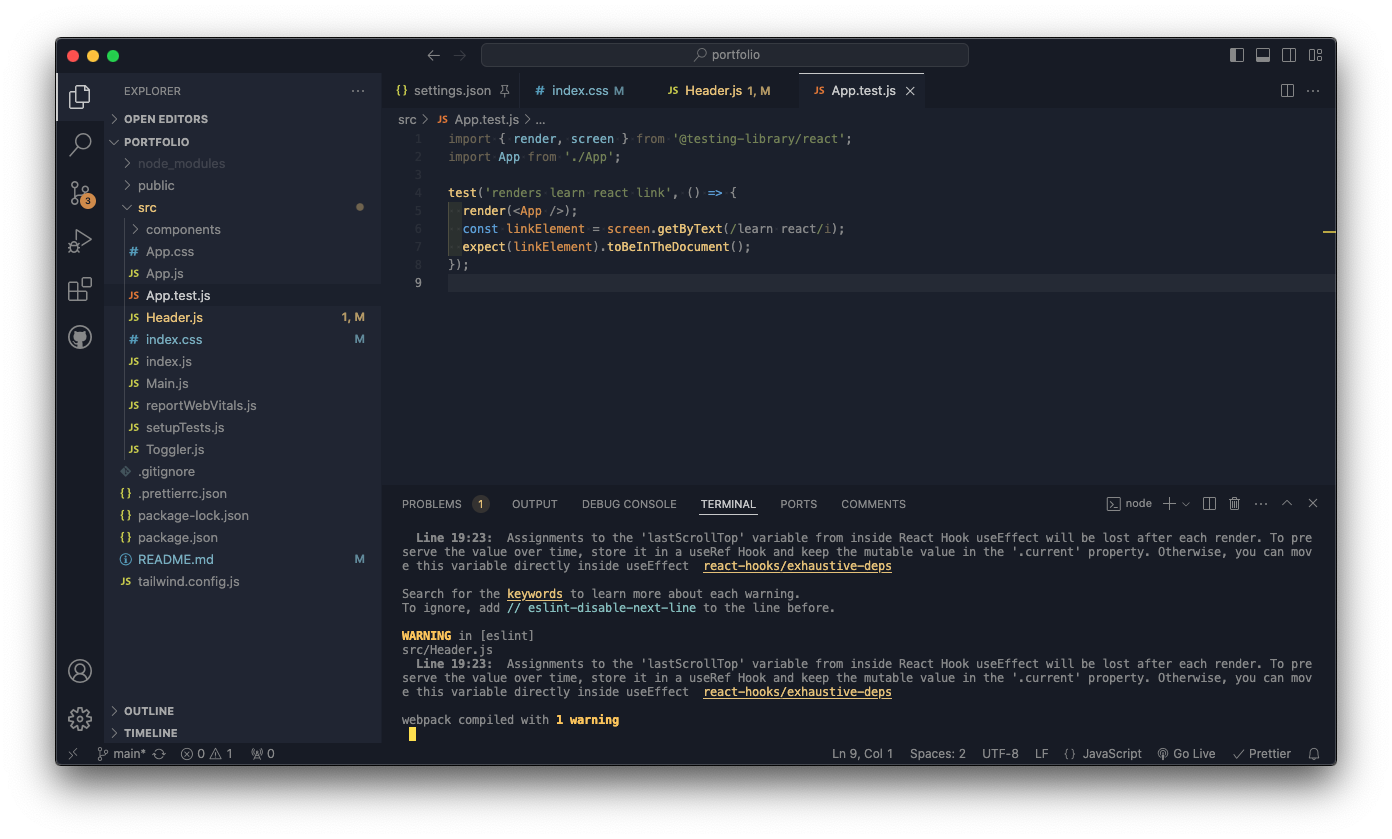 portfolio
EXPLORER
OPEN EDITORS
PORTFOLIO
node_modules
public
src
components
# App.css
JS App.js
JS App.test.js
JS Header.js 1, M
# index.css M
JS index.js
JS Main.js
JS reportWebVitals.js
JS setupTests.js
JS Toggler.js
.gitignore
{} .prettierrc.json
{} package-lock.json
{} package.json
README.md M
JS tailwind.config.js
OUTLINE
TIMELINE
3
{} settings.json
# index.css M
JS Header.js 1, M
JS App.test.js
src > JS App.test.js > ...
1 import { render, screen } from '@testing-library/react';
2 import App from './App';
3
4 test('renders learn react link', () => {
5 render(<App />);
6 const linkElement = screen.getByText(/learn react/i);
7 expect(linkElement).toBeInTheDocument();
8 });
9
PROBLEMS 1 OUTPUT DEBUG CONSOLE TERMINAL PORTS COMMENTS
node
Line 19:23: Assignments to the 'lastScrollTop' variable from inside React Hook useEffect will be lost after each render. To pre
serve the value over time, store it in a useRef Hook and keep the mutable value in the '.current' property. Otherwise, you can mov
e this variable directly inside useEffect react-hooks/exhaustive-deps
Search for the keywords to learn more about each warning.
To ignore, add // eslint-disable-next-line to the line before.
WARNING in [eslint]
src/Header.js
Line 19:23: Assignments to the 'lastScrollTop' variable from inside React Hook useEffect will be lost after each render. To pre
serve the value over time, store it in a useRef Hook and keep the mutable value in the '.current' property. Otherwise, you can mov
e this variable directly inside useEffect react-hooks/exhaustive-deps
webpack compiled with 1 warning
main* 0 1 0
Ln 9, Col 1 Spaces: 2 UTF-8 LF {} JavaScript Go Live Prettier